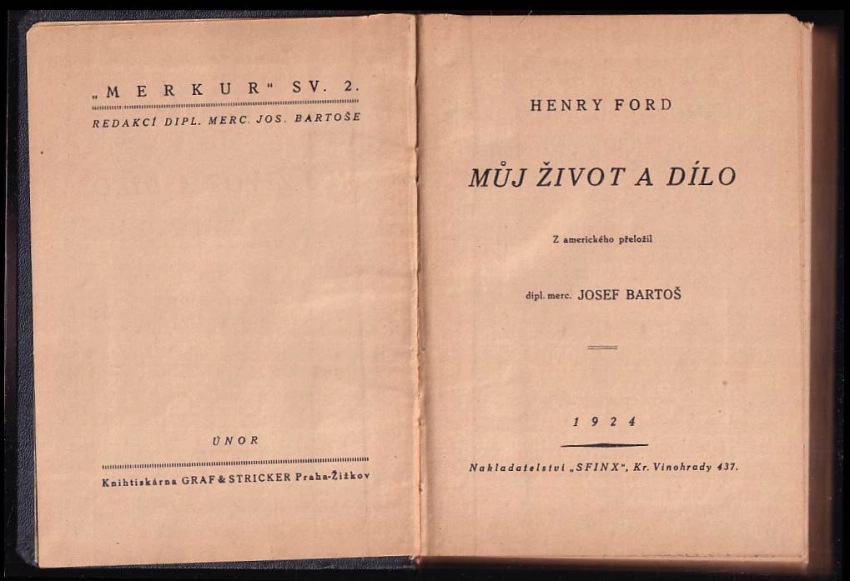 „MERKUR“ SV. 2.
REDAKCÍ DIPL. MERC. JOS. BARTOŠE
ÚNOR
Knihtiskárna GRAF & STRICKER Praha-Žižkov
HENRY FORD
MŮJ ŽIVOT A DÍLO
Z amerického přeložil
dipl. merc. JOSEF BARTOŠ
1924
Nakladatelství „SFINX“, Kr. Vinohrady 437.